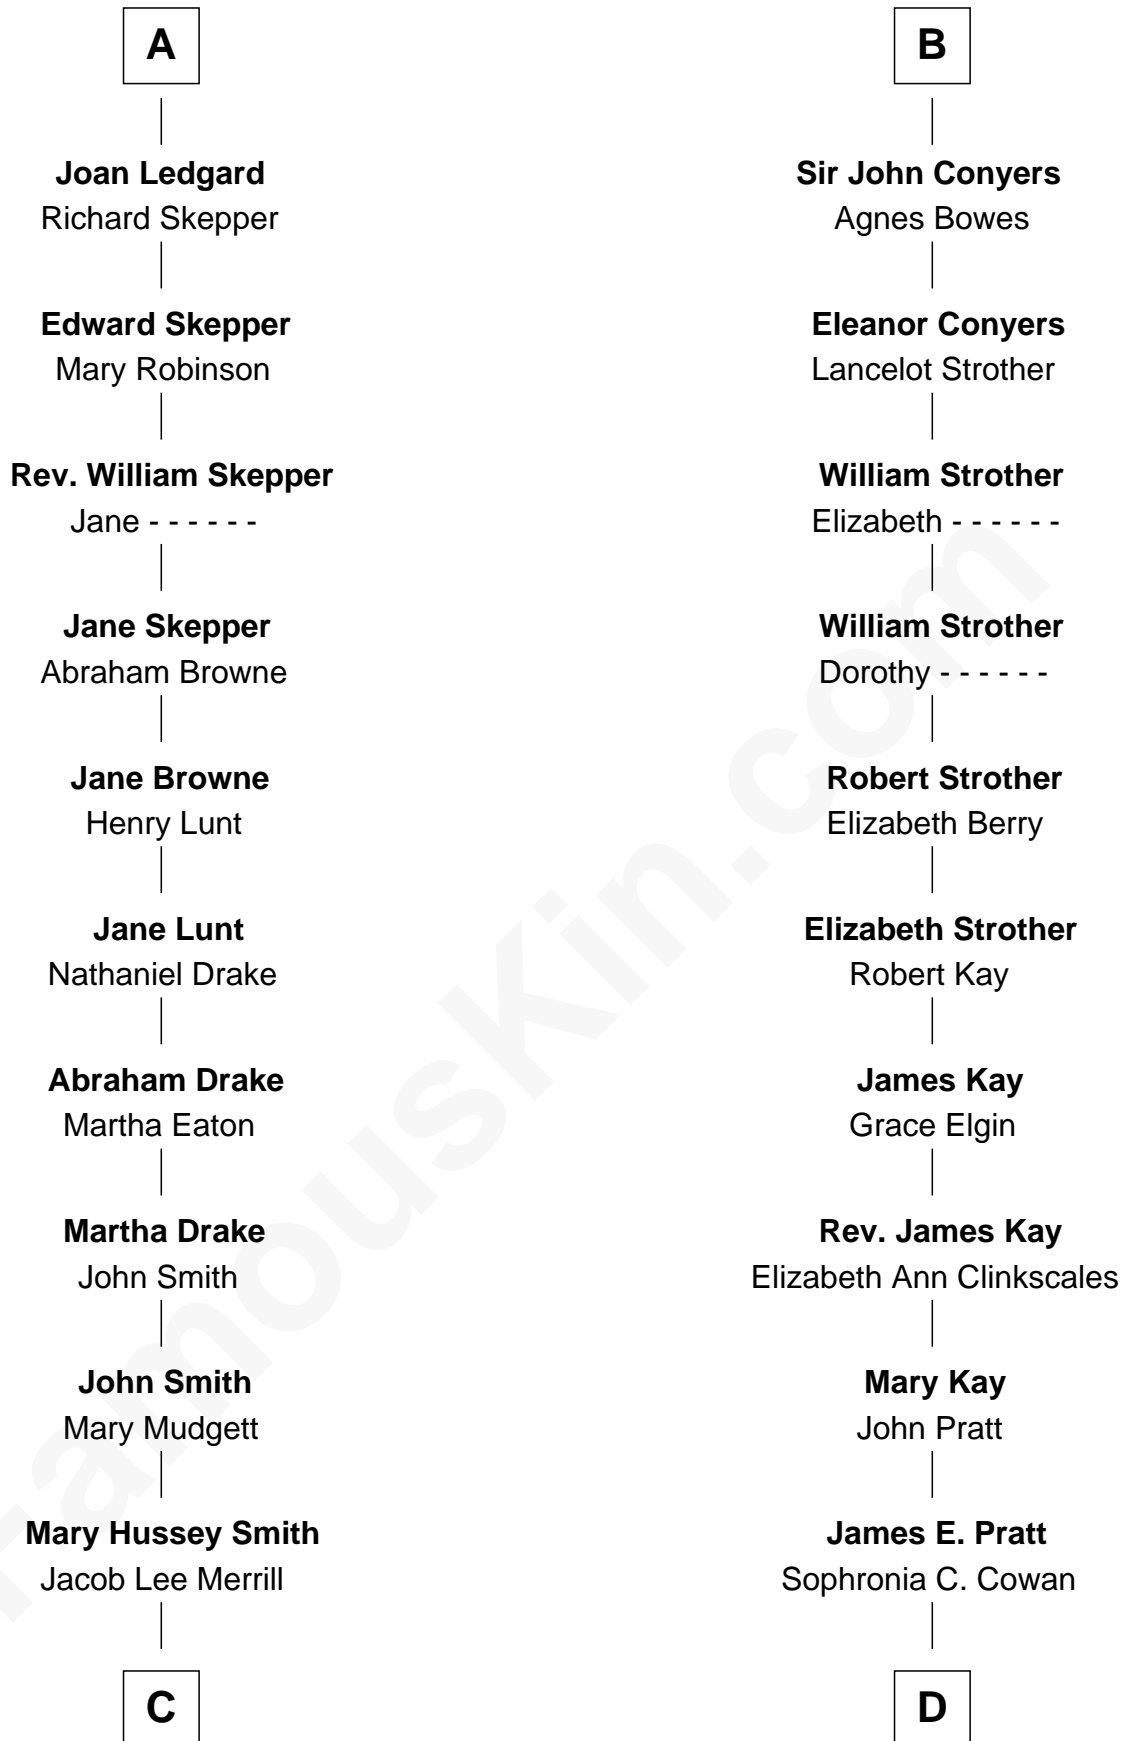 A
Joan Ledgard
Richard Skepper
Edward Skepper
Mary Robinson
Rev. William Skepper
Jane - - - - - -
Jane Skepper
Abraham Browne
Jane Browne
Henry Lunt
Jane Lunt
Nathaniel Drake
Abraham Drake
Martha Eaton
Martha Drake
John Smith
John Smith
Mary Mudgett
Mary Hussey Smith
Jacob Lee Merrill
C
B
Sir John Conyers
Agnes Bowes
Eleanor Conyers
Lancelot Strother
William Strother
Elizabeth - - - - - -
William Strother
Dorothy - - - - - -
Robert Strother
Elizabeth Berry
Elizabeth Strother
Robert Kay
James Kay
Grace Elgin
Rev. James Kay
Elizabeth Ann Clinkscales
Mary Kay
John Pratt
James E. Pratt
Sophronia C. Cowan
D
FamousKin.com